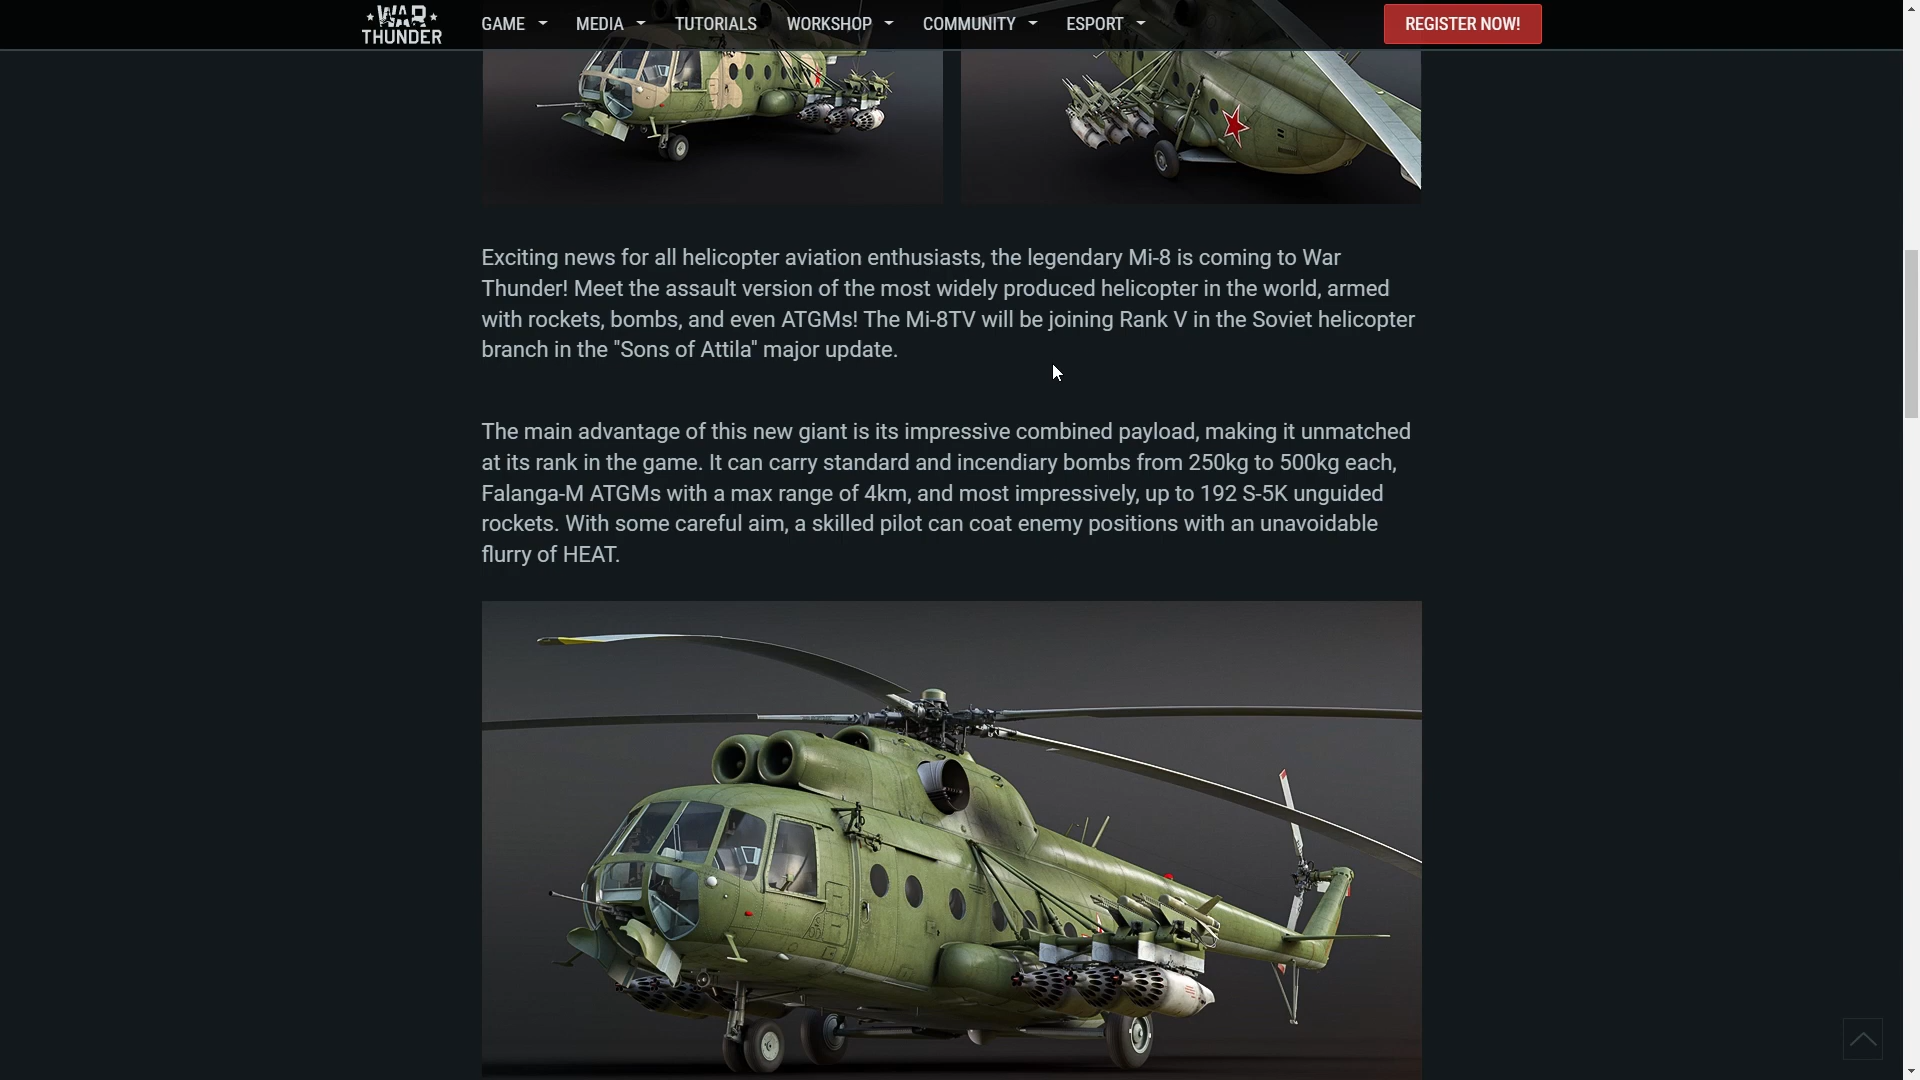 WAR
THUNDER
GAME MEDIA TUTORIALS WORKSHOP COMMUNITY ESPORT REGISTER NOW!
Exciting news for all helicopter aviation enthusiasts, the legendary Mi-8 is coming to War
Thunder! Meet the assault version of the most widely produced helicopter in the world, armed
with rockets, bombs, and even ATGMs! The Mi-8TV will be joining Rank V in the Soviet helicopter
branch in the "Sons of Attila" major update.
The main advantage of this new giant is its impressive combined payload, making it unmatched
at its rank in the game. It can carry standard and incendiary bombs from 250kg to 500kg each,
Falanga-M ATGMs with a max range of 4km, and most impressively, up to 192 S-5K unguided
rockets. With some careful aim, a skilled pilot can coat enemy positions with an unavoidable
flurry of HEAT.